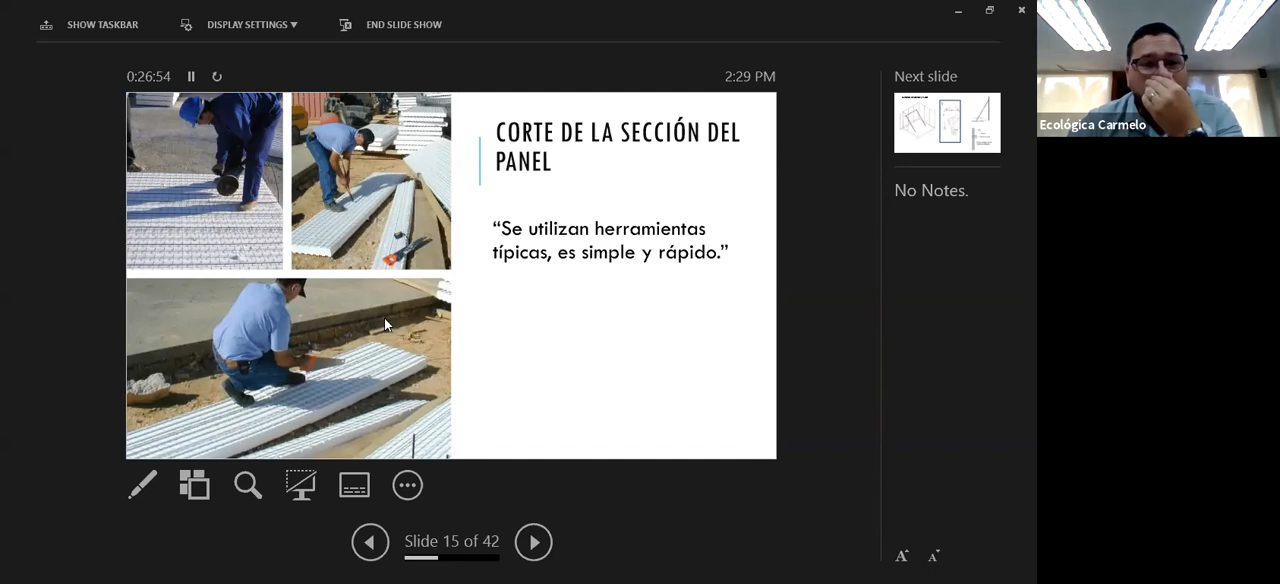 SHOW TASKBAR
DISPLAY SETTINGS ▼
END SLIDE SHOW
0:26:54
2:29 PM
Next slide
CORTE DE LA SECCIÓN DEL
PANEL
“Se utilizan herramientas
típicas, es simple y rápido.”
Ecológica Carmelo
No Notes.
Slide 15 of 42
A A